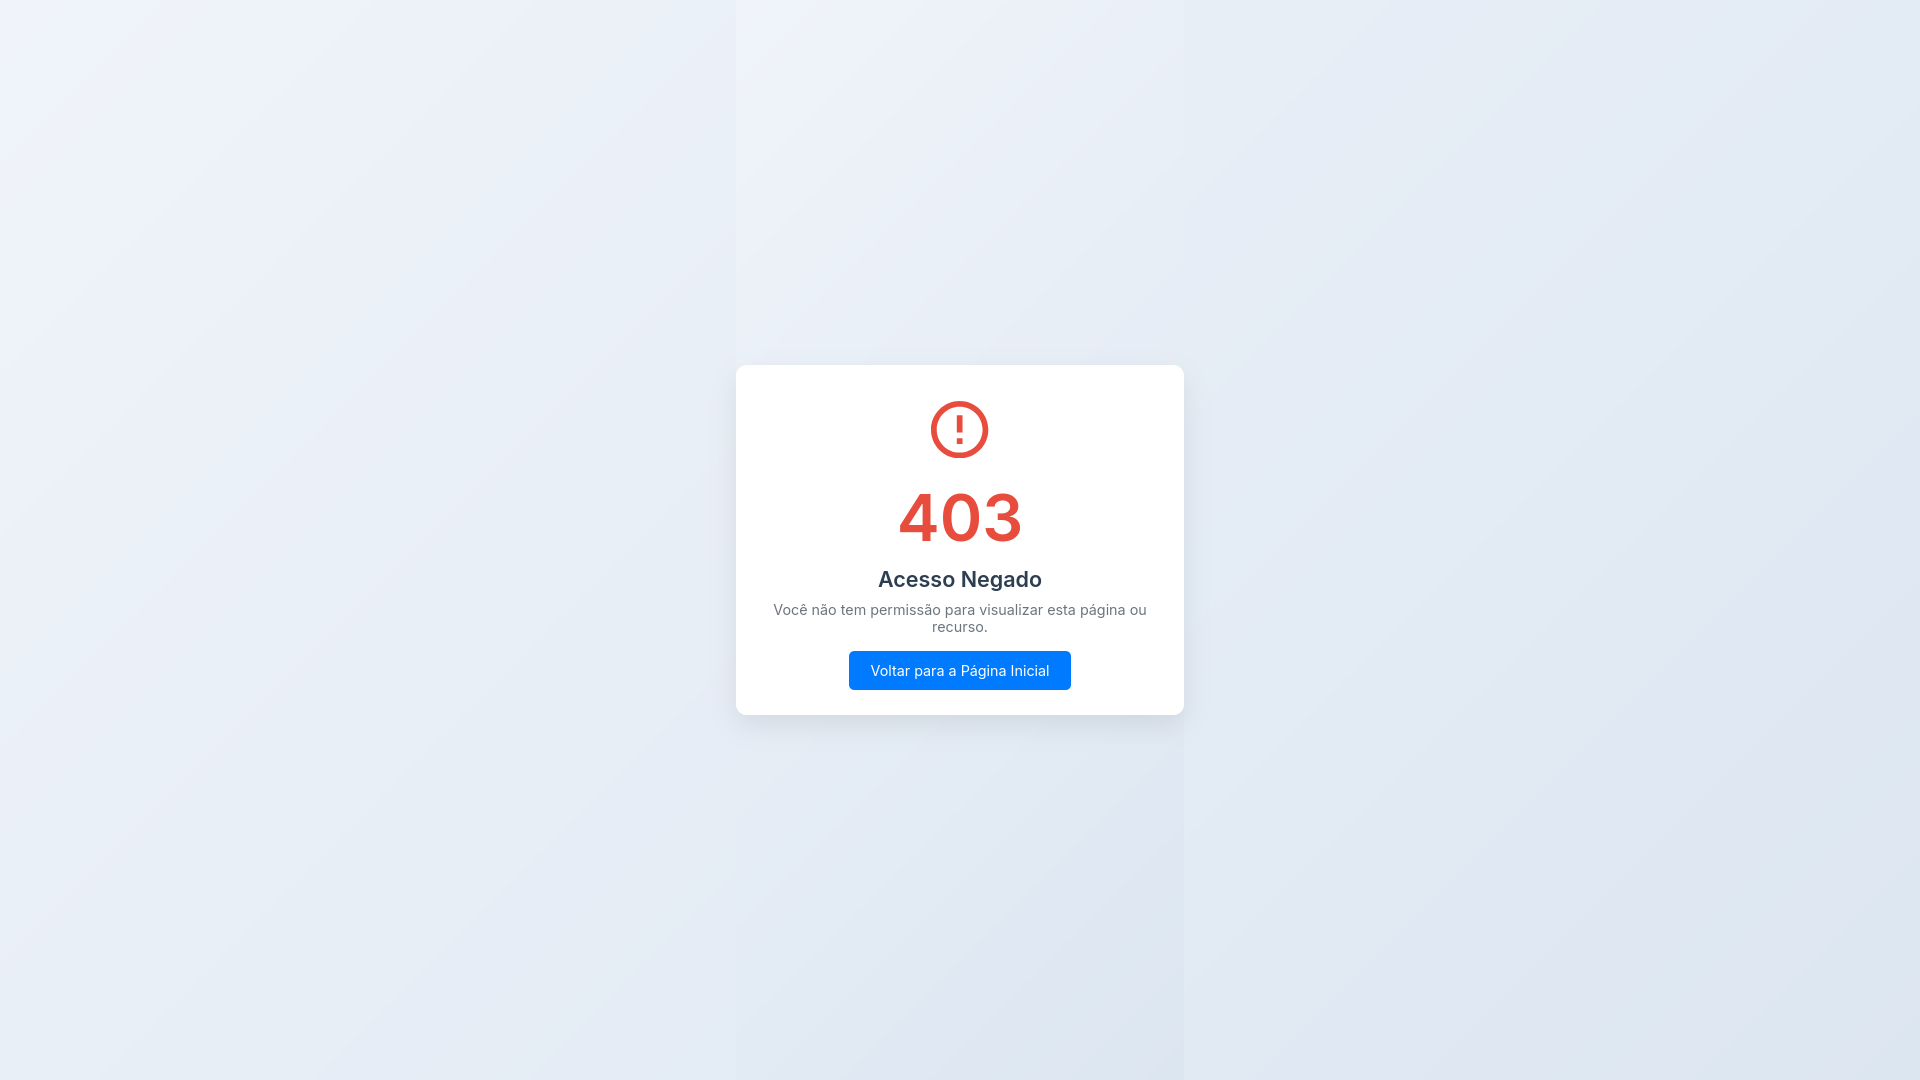 403
Acesso Negado
Você não tem permissão para visualizar esta página ou
recurso.
Voltar para a Página Inicial